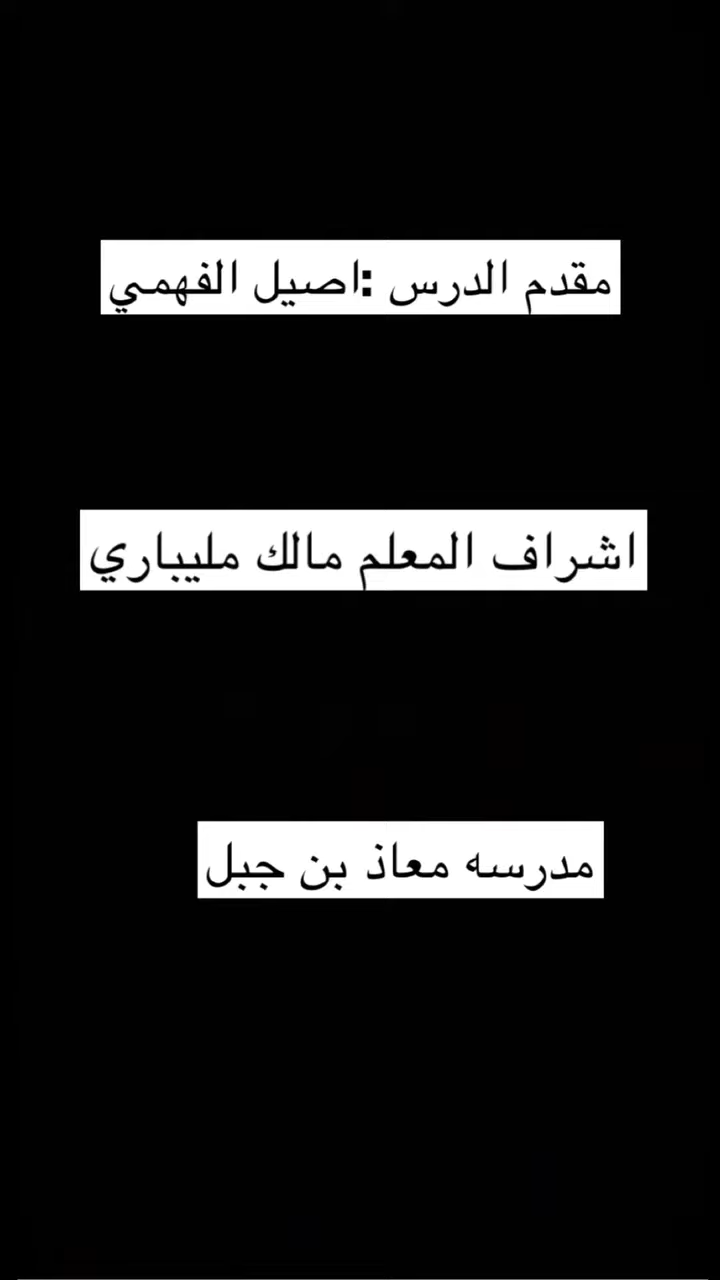 مقدم الدرس :اصيل الفهمي
اشراف المعلم مالك مليباري
مدرسه معاذ بن جبل